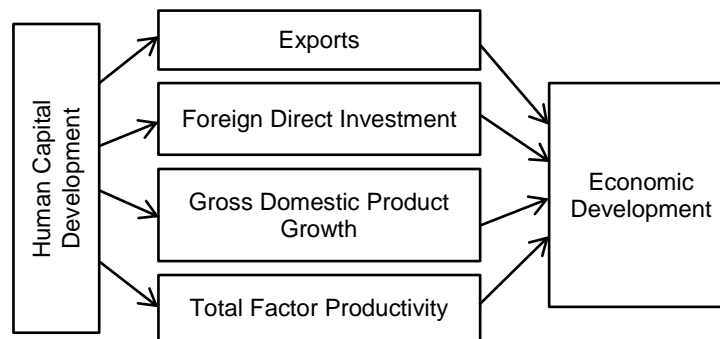 Human Capital
Development
Exports
Foreign Direct Investment
Gross Domestic Product
Growth
Total Factor Productivity
Economic
Development